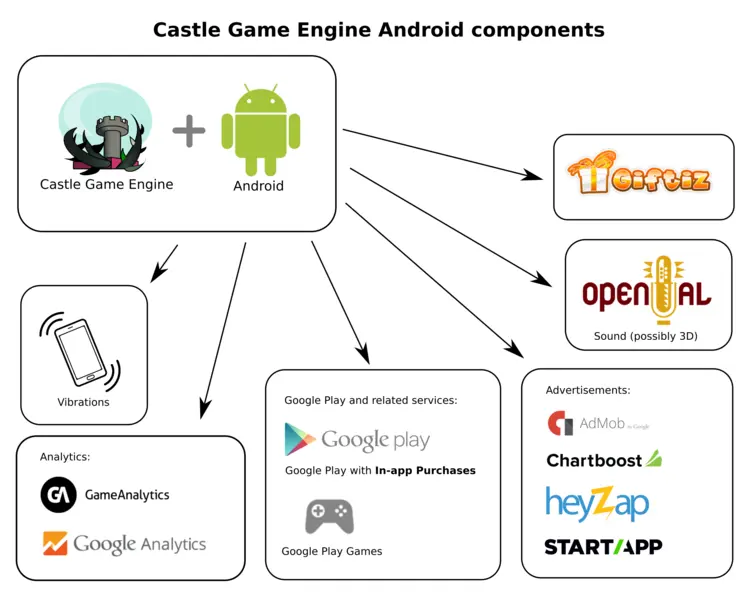 Castle Game Engine Android components
Castle Game Engine
Android
Giftiz
OPEN AL
Sound (possibly 3D)
Vibrations
Analytics:
GA GameAnalytics
Google Analytics
Google Play and related services:
Google play
Google Play with In-app Purchases
Google Play Games
Advertisements:
AdMob by Google
Chartboost
heyZap
START/APP